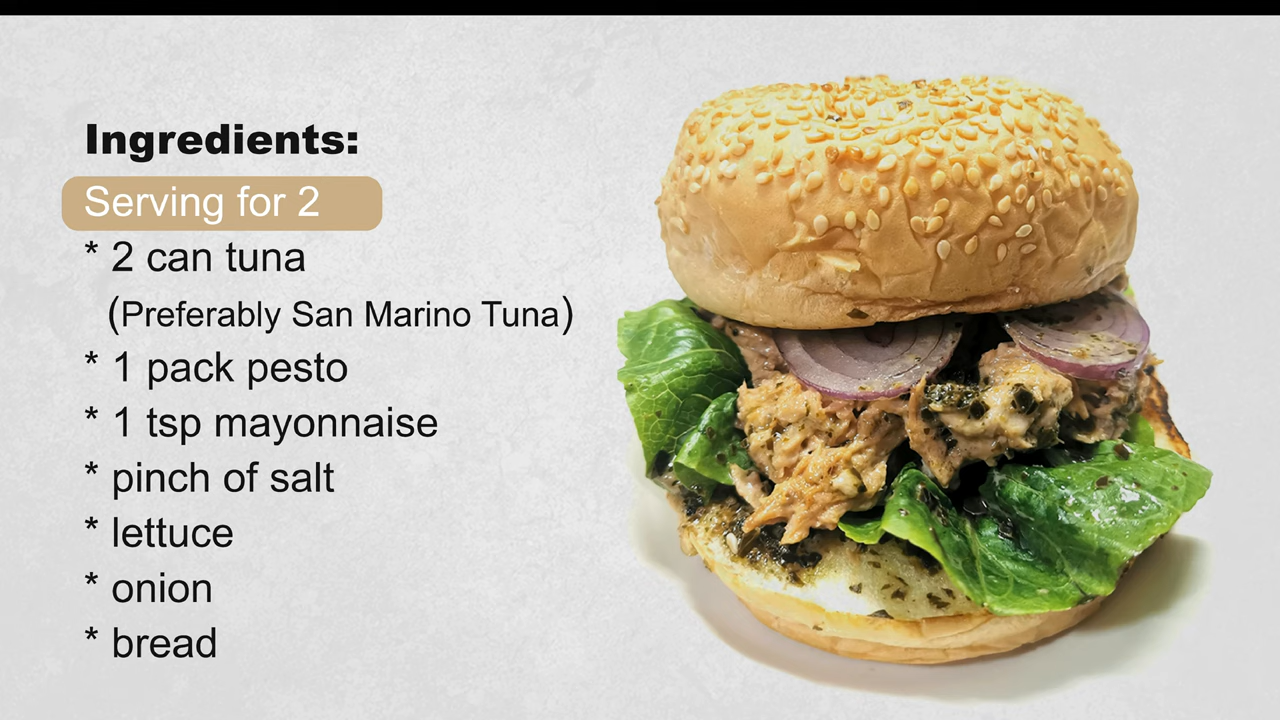 Ingredients:
Serving for 2
* 2 can tuna
(Preferably San Marino Tuna)
* 1 pack pesto
* 1 tsp mayonnaise
* pinch of salt
* lettuce
* onion
* bread